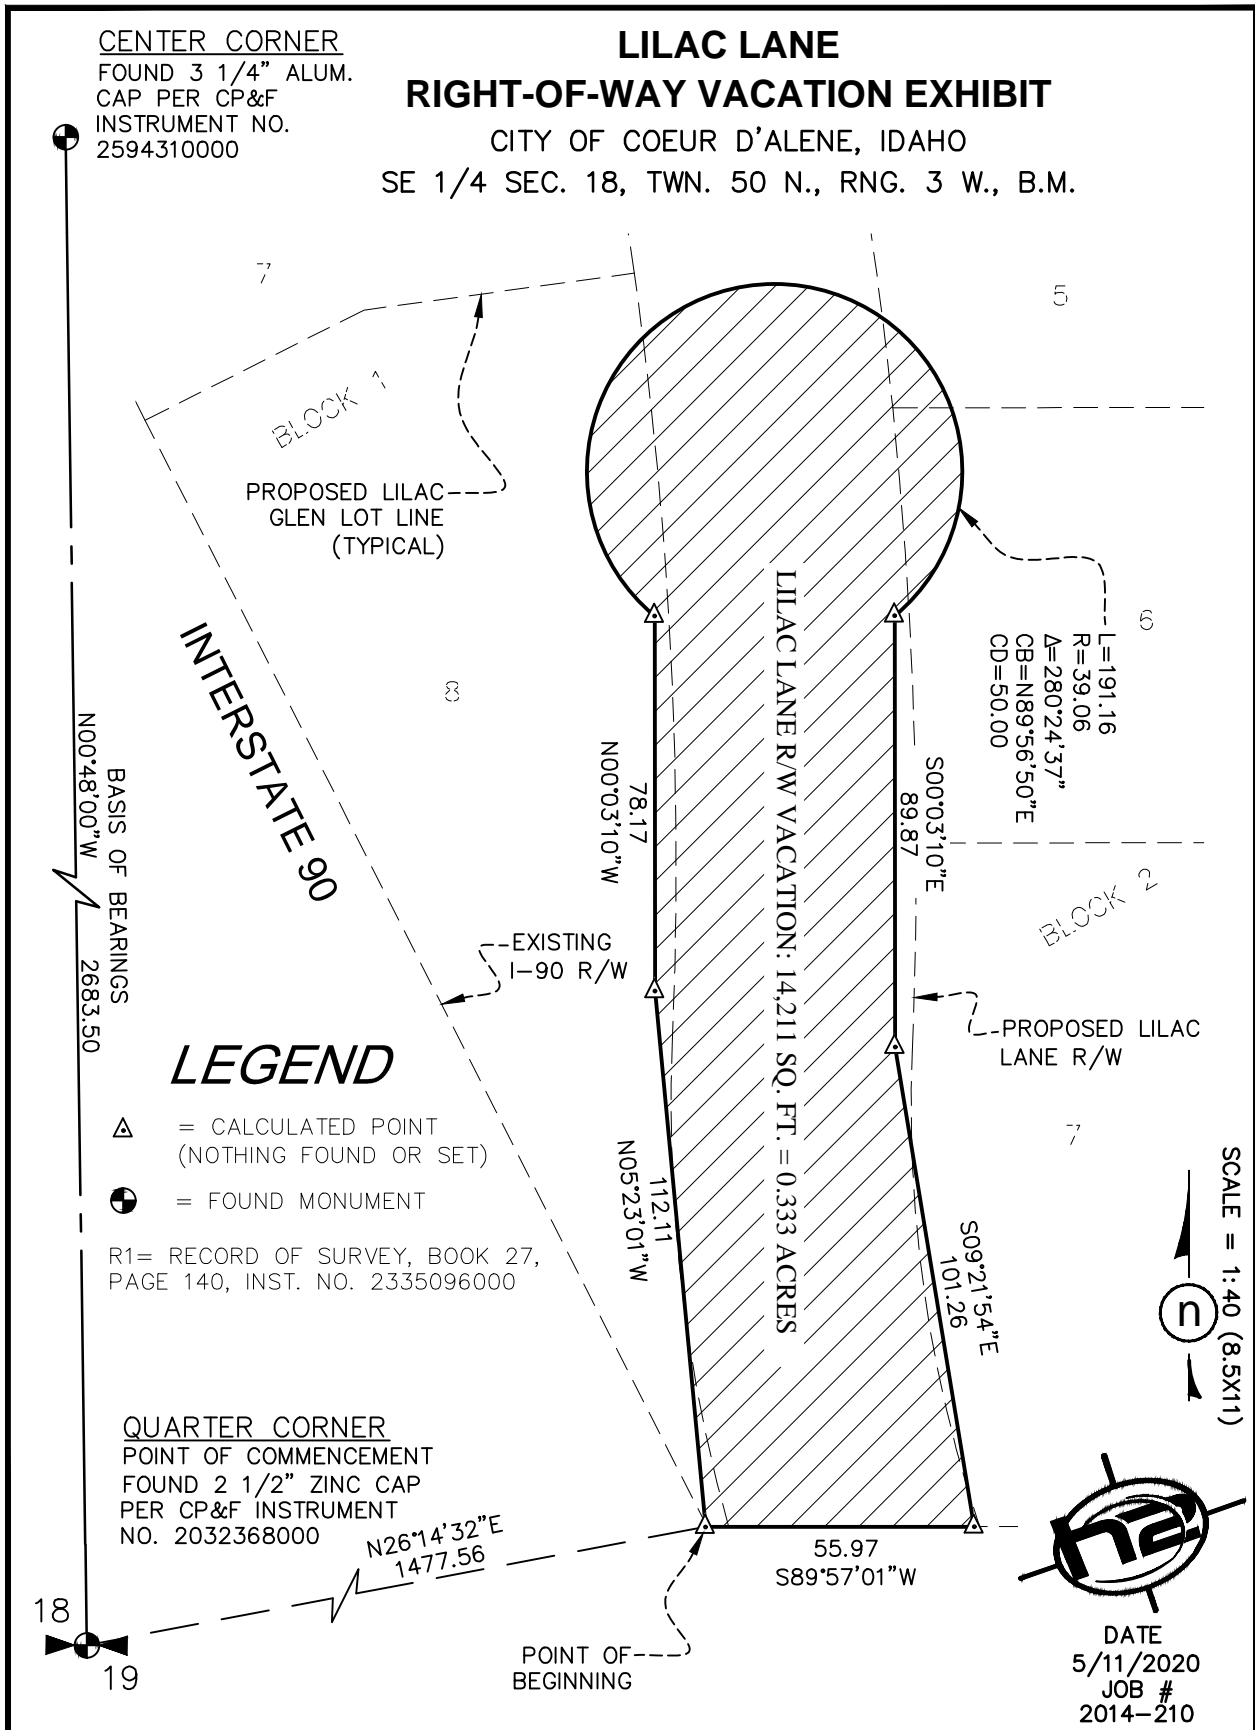 LILAC LANE
RIGHT-OF-WAY VACATION EXHIBIT
CITY OF COEUR D'ALENE, IDAHO
SE 1/4 SEC. 18, TWN. 50 N., RNG. 3 W., B.M.
CENTER CORNER
FOUND 3 1/4" ALUM.
CAP PER CP&F
INSTRUMENT NO.
2594310000
7
5
BLOCK 1
PROPOSED LILAC
GLEN LOT LINE
(TYPICAL)
INTERSTATE 90
8
6
L=191.16
R=39.06
Δ=280°24'37"
CB=N89°56'50"E
CD=50.00
BASIS OF BEARINGS
N00°48'00"W 2683.50
78.17
N00°03'10"W
LILAC LANE R/W VACATION: 14,211 SQ. FT. = 0.333 ACRES
S00°03'10"E
89.87
BLOCK 2
EXISTING
I-90 R/W
PROPOSED LILAC
LANE R/W
7
LEGEND
= CALCULATED POINT
(NOTHING FOUND OR SET)
= FOUND MONUMENT
R1= RECORD OF SURVEY, BOOK 27,
PAGE 140, INST. NO. 2335096000
112.11
N05°23'01"W
S09°21'54"E
101.26
SCALE = 1:40 (8.5X11)
n
QUARTER CORNER
POINT OF COMMENCEMENT
FOUND 2 1/2" ZINC CAP
PER CP&F INSTRUMENT
NO. 2032368000
N26°14'32"E
1477.56
55.97
S89°57'01"W
h2
18
19
POINT OF
BEGINNING
DATE
5/11/2020
JOB #
2014-210